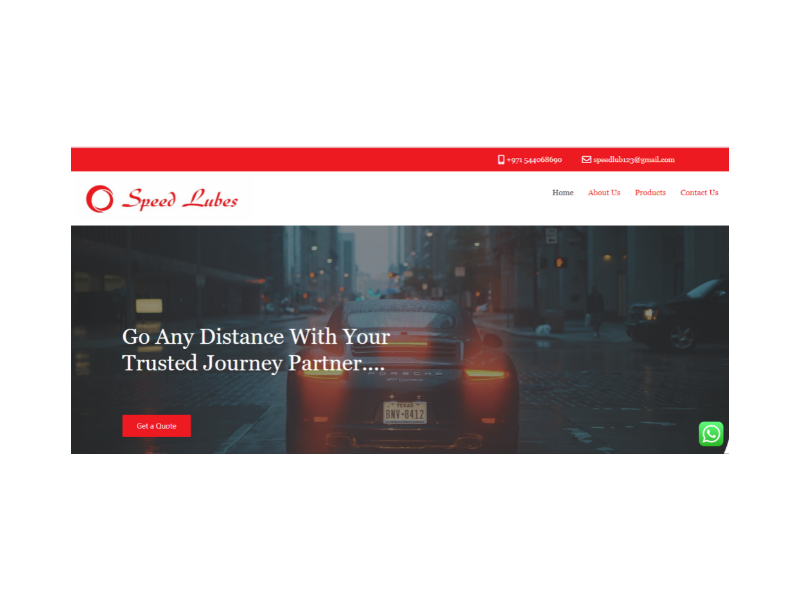 +971 544068690 speedlub123@gmail.com
Speed Lubes
Home About Us Products Contact Us
Go Any Distance With Your
Trusted Journey Partner....
PORSCHE
TEXAS
BNV-8412
Get a Quote